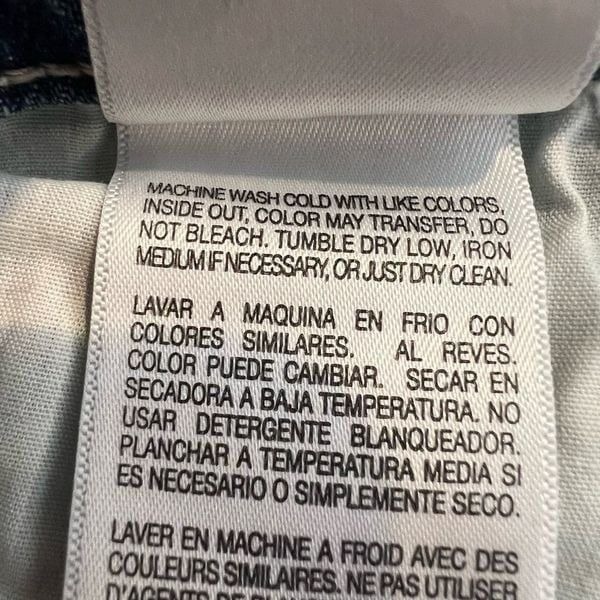 MACHINE WASH COLD WITH LIKE COLORS,
INSIDE OUT, COLOR MAY TRANSFER, DO
NOT BLEACH. TUMBLE DRY LOW, IRON
MEDIUM IF NECESSARY, OR JUST DRY CLEAN.
LAVAR A MAQUINA EN FRIO CON
COLORES SIMILARES. AL REVES.
COLOR PUEDE CAMBIAR. SECAR EN
SECADORA A BAJA TEMPERATURA. NO
USAR DETERGENTE BLANQUEADOR.
PLANCHAR A TEMPERATURA MEDIA SI
ES NECESARIO O SIMPLEMENTE SECO.
LAVER EN MACHINE A FROID AVEC DES
COULEURS SIMILAIRES. NE PAS UTILISER
D'AGENTS DE